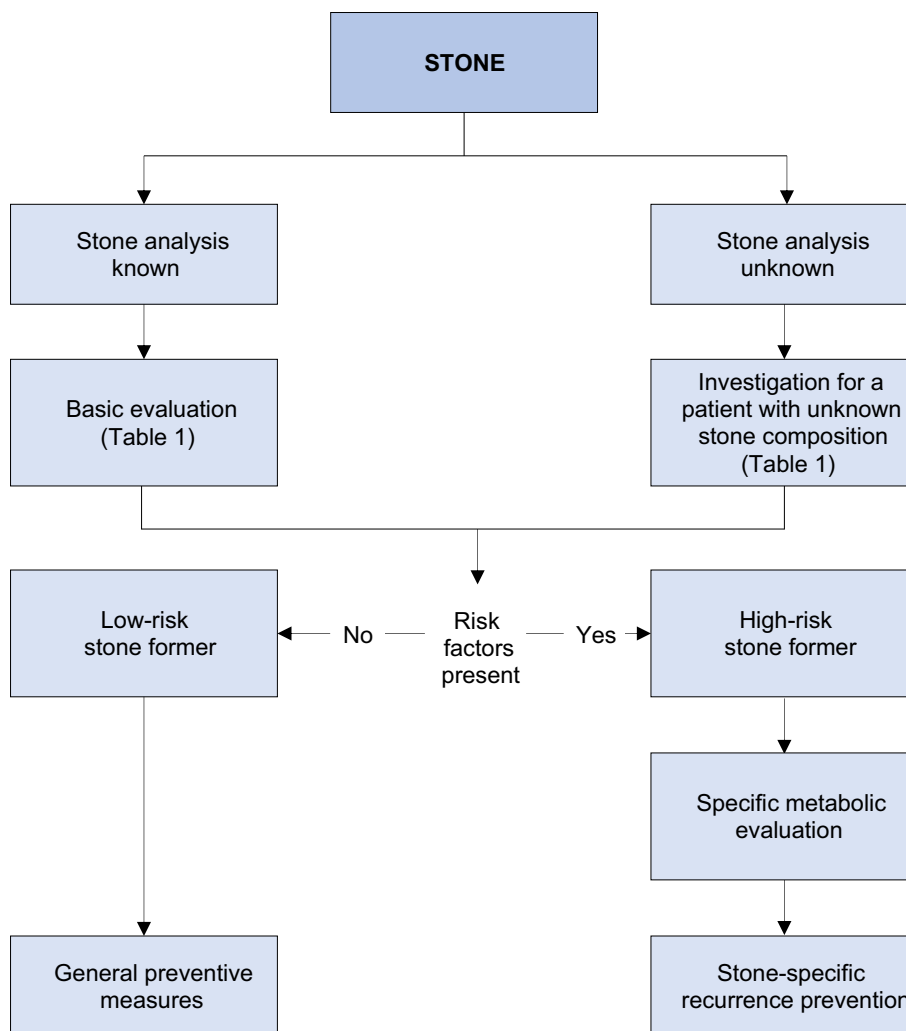 STONE
Stone analysis
known
Stone analysis
unknown
Basic evaluation
(Table 1)
Investigation for a
patient with unknown
stone composition
(Table 1)
Low-risk
stone former
No
Risk
factors
present
Yes
High-risk
stone former
Specific metabolic
evaluation
General preventive
measures
Stone-specific
recurrence prevention